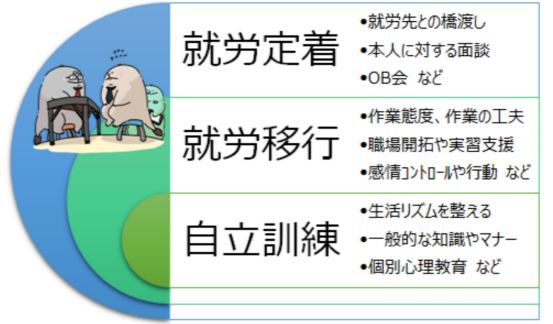 就労定着
•就労先との橋渡し
•本人に対する面談
•OB会 など
就労移行
•作業態度、作業の工夫
•職場開拓や実習支援
•感情ｺﾝﾄﾛｰﾙや行動 など
自立訓練
•生活リズムを整える
•一般的な知識やマナー
•個別心理教育 など